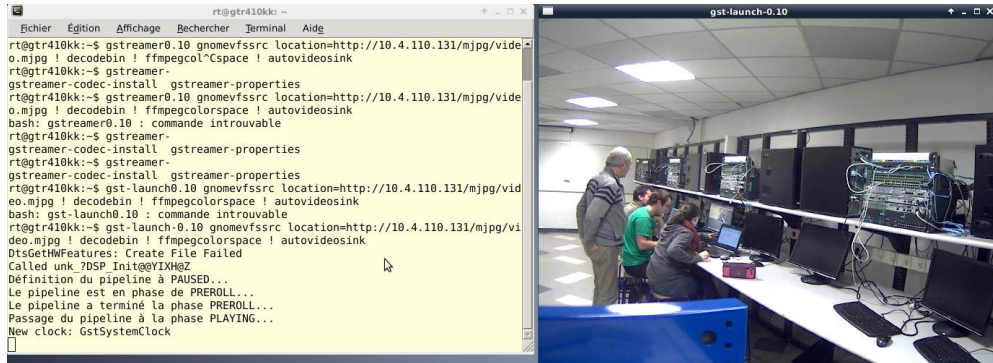 rt@gtr410kk: ~
Fichier Édition Affichage Rechercher Terminal Aide
rt@gtr410kk:~$ gstreamer0.10 gnomevfssrc location=http://10.4.110.131/mjpg/vide
o.mjpg ! decodebin ! ffmpegcol^Cspace ! autovideosink
rt@gtr410kk:~$ gstreamer-
gstreamer-codec-install gstreamer-properties
rt@gtr410kk:~$ gstreamer0.10 gnomevfssrc location=http://10.4.110.131/mjpg/vide
o.mjpg ! decodebin ! ffmpegcolorspace ! autovideosink
bash: gstreamer0.10 : commande introuvable
rt@gtr410kk:~$ gstreamer-
gstreamer-codec-install gstreamer-properties
rt@gtr410kk:~$ gstreamer-
gstreamer-codec-install gstreamer-properties
rt@gtr410kk:~$ gst-launch0.10 gnomevfssrc location=http://10.4.110.131/mjpg/vid
eo.mjpg ! decodebin ! ffmpegcolorspace ! autovideosink
bash: gst-launch0.10 : commande introuvable
rt@gtr410kk:~$ gst-launch-0.10 gnomevfssrc location=http://10.4.110.131/mjpg/vi
deo.mjpg ! decodebin ! ffmpegcolorspace ! autovideosink
DtsGetHWFeatures: Create File Failed
Called unk_?DSP_Init@@YIXH@Z
Définition du pipeline à PAUSED...
Le pipeline est en phase de PREROLL...
Le pipeline a terminé la phase PREROLL...
Passage du pipeline à la phase PLAYING...
New clock: GstSystemClock
gst-launch-0.10